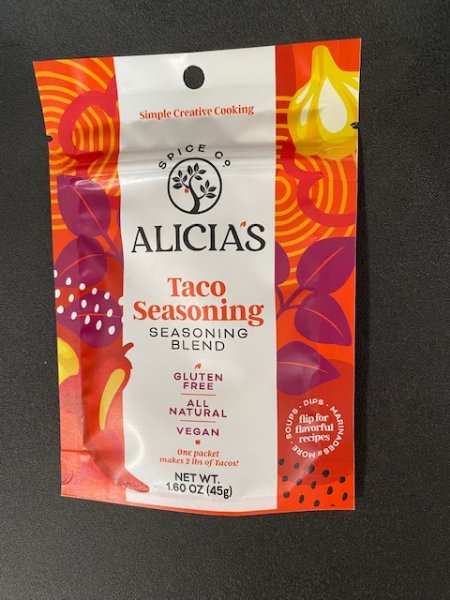 Simple Creative Cooking
SPICE Co.
ALICIA'S
Taco
Seasoning
SEASONING
BLEND
GLUTEN
FREE
ALL
NATURAL
VEGAN
One packet
makes 2 lbs of Tacos!
NET WT.
1.60 OZ (45g)
SOUPS · DIPS · MARINADES & MORE ·
flip for
flavorful
recipes